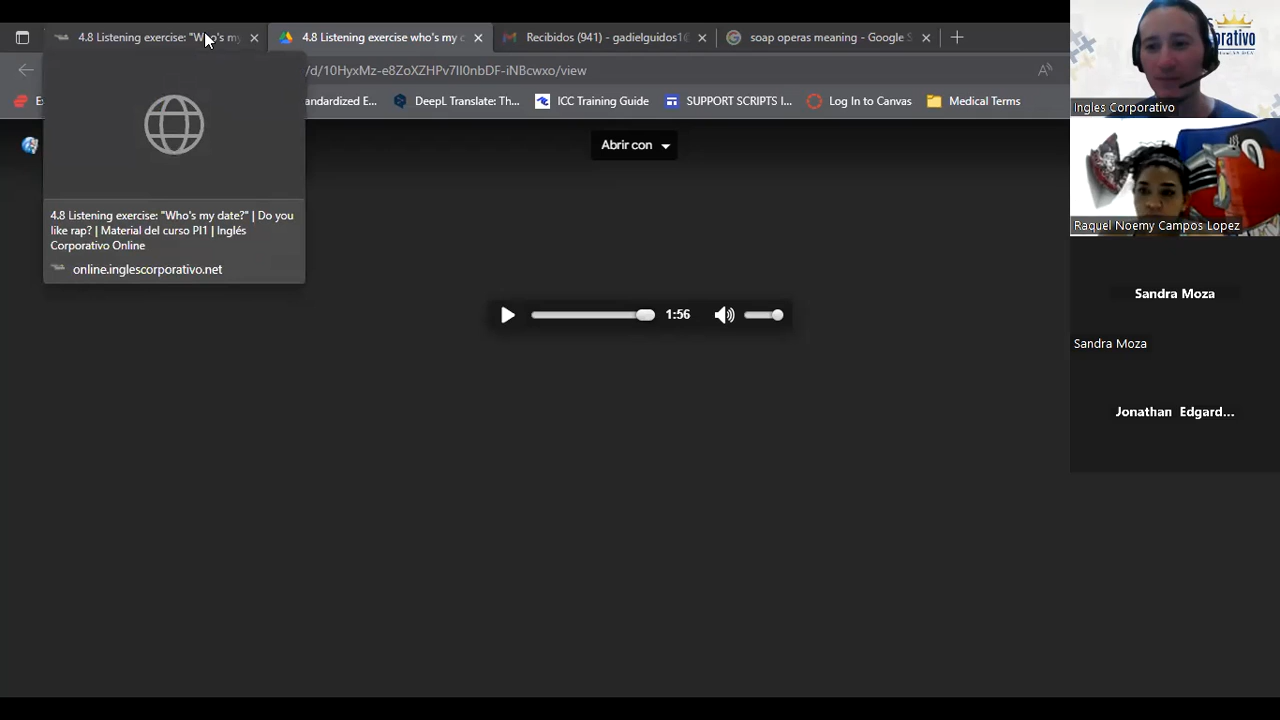 4.8 Listening exercise: "Who's my
4.8 Listening exercise who's my c
Recibidos (941) - gadielguidos1@
soap operas meaning - Google S
/d/10HyxMz-e8ZoXZHPv7II0nbDF-iNBcwxo/view
andardized E...
DeepL Translate: Th...
ICC Training Guide
SUPPORT SCRIPTS I...
Log In to Canvas
Medical Terms
Abrir con
4.8 Listening exercise: "Who's my date?" | Do you
like rap? | Material del curso PI1 | Inglés
Corporativo Online
online.inglescorporativo.net
1:56
orativo
Ingles Corporativo
Raquel Noemy Campos Lopez
Sandra Moza
Sandra Moza
Jonathan Edgard...